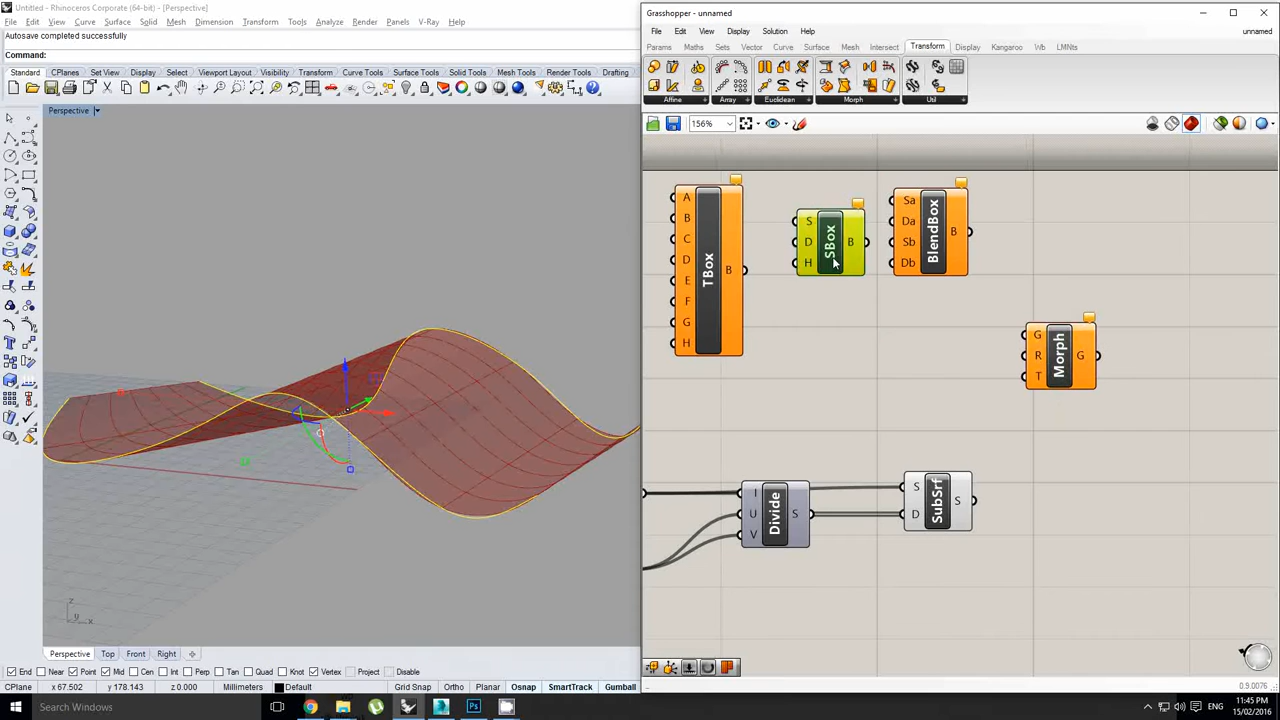 Untitled - Rhinoceros Corporate (64-bit) - [Perspective]
File Edit View Curve Surface Solid Mesh Dimension Transform Tools Analyze Render Panels V-Ray Help
Autosave completed successfully
Command:
Standard CPlanes Set View Display Select Viewport Layout Visibility Transform Curve Tools Surface Tools Solid Tools Mesh Tools Render Tools Drafting
Perspective
z
y
x
Perspective Top Front Right
End Near Point Mid Cen Int Perp Tan Quad Knot Vertex Project Disable
CPlane x 67.502 y 178.143 z 0.000 Millimeters Default Grid Snap Ortho Planar Osnap SmartTrack Gumball
Grasshopper - unnamed
File Edit View Display Solution Help
unnamed
Params Maths Sets Vector Curve Surface Mesh Intersect Transform Display Kangaroo Wb LMNts
Affine Array Euclidean Morph Util
156%
A
B
C
D
E
F
G
H
TBox
B
S
D
H
SBox
B
Sa
Da
Sb
Db
BlendBox
B
G
R
T
Morph
G
I
U
V
Divide
S
S
D
SubSrf
S
0.9.0076
Search Windows
Ps
ENG
11:45 PM
15/02/2016